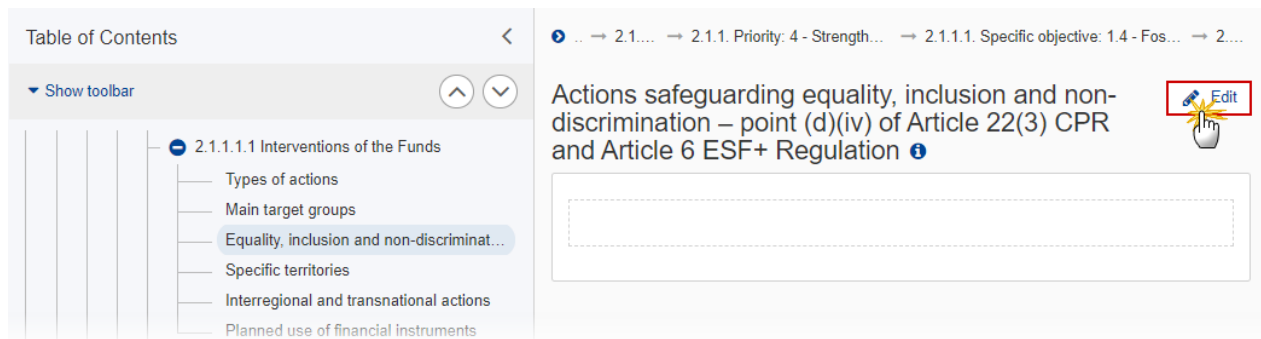 Table of Contents
.. → 2.1.... → 2.1.1. Priority: 4 - Strength... → 2.1.1.1. Specific objective: 1.4 - Fos... → 2....
Show toolbar
Actions safeguarding equality, inclusion and non-
discrimination – point (d)(iv) of Article 22(3) CPR
and Article 6 ESF+ Regulation
Edit
2.1.1.1.1 Interventions of the Funds
Types of actions
Main target groups
Equality, inclusion and non-discriminat...
Specific territories
Interregional and transnational actions
Planned use of financial instruments